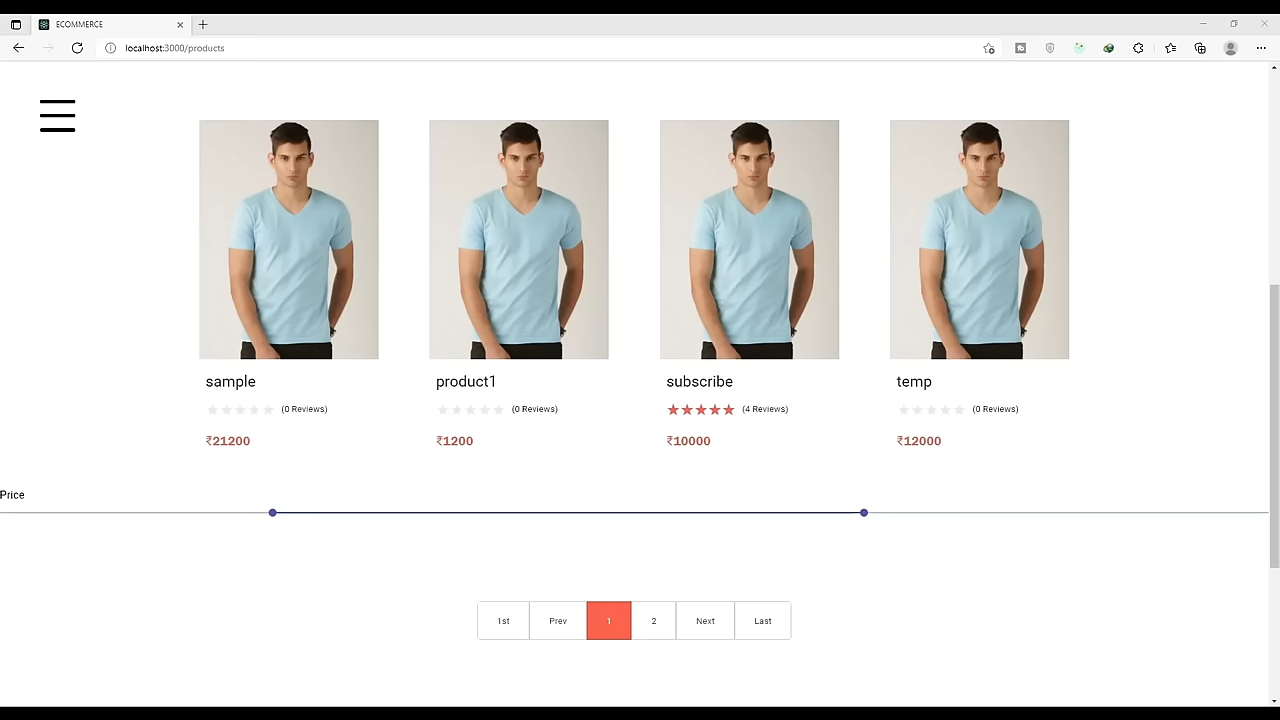 ECOMMERCE
localhost:3000/products
sample product1 subscribe temp
(0 Reviews) (0 Reviews) (4 Reviews) (0 Reviews)
₹21200 ₹1200 ₹10000 ₹12000
Price
1st Prev 1 2 Next Last